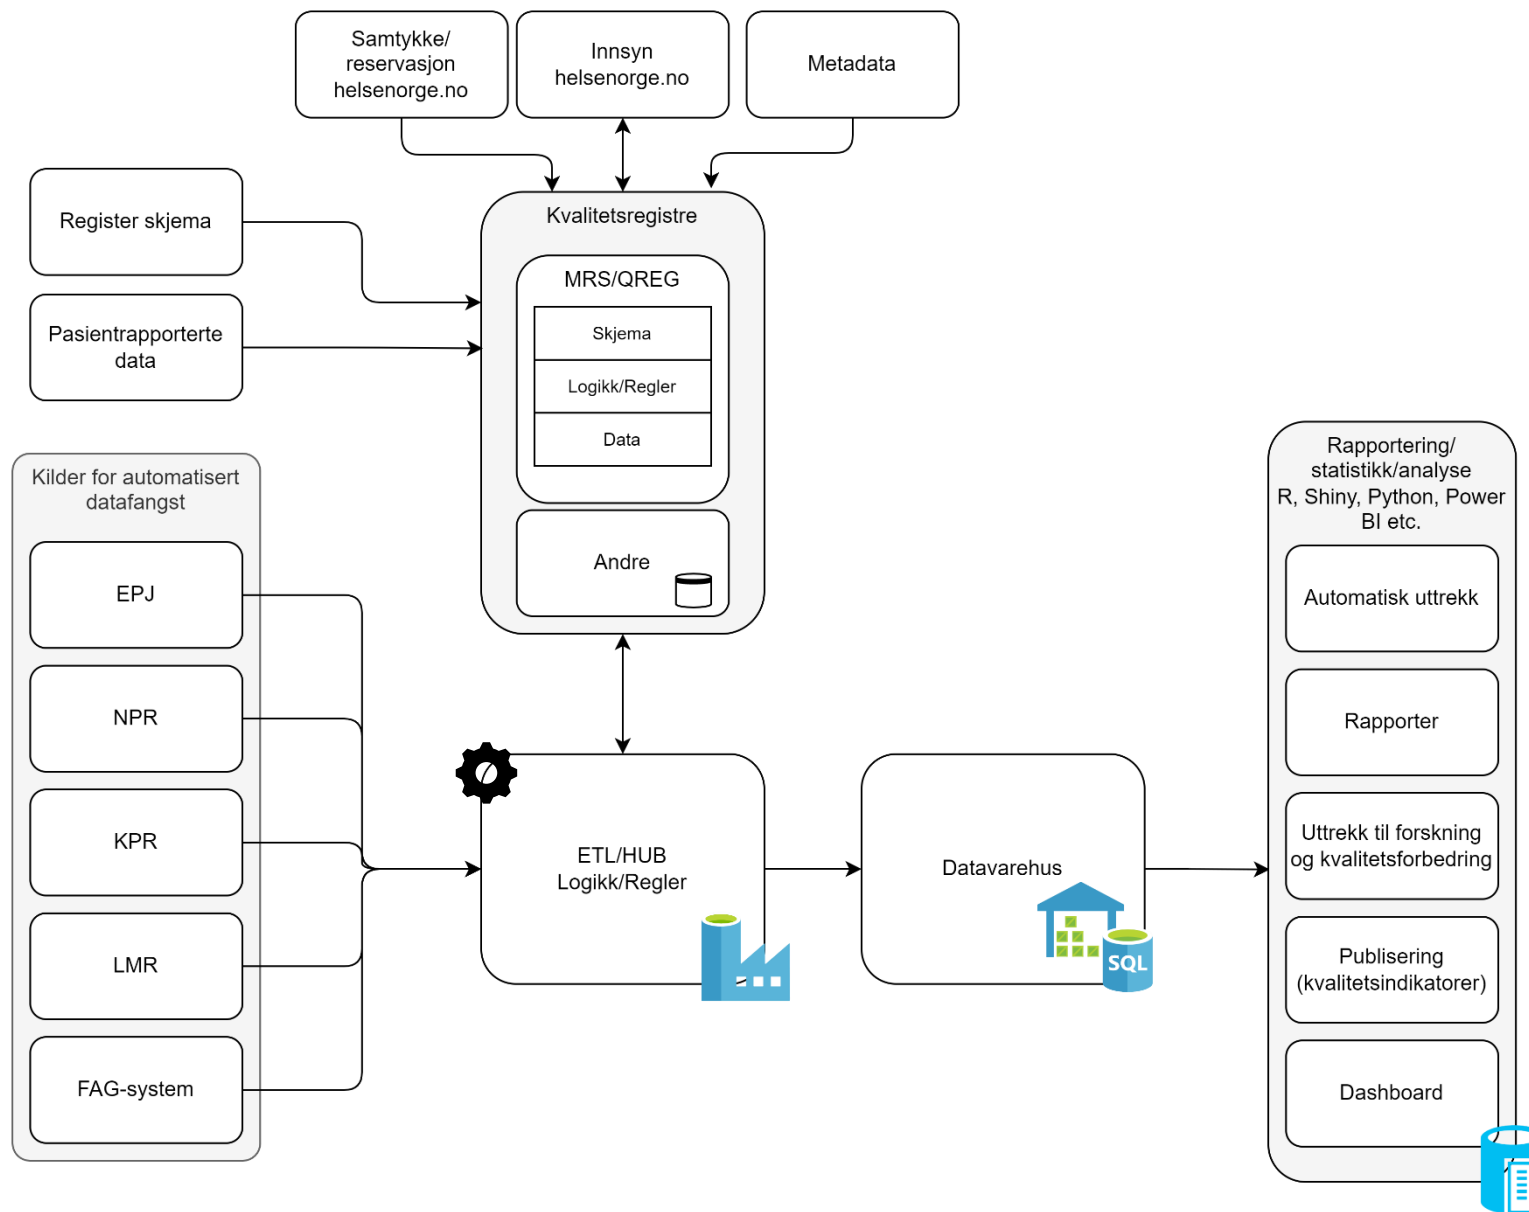 Samtykke/
reservasjon
helsenorge.no
Innsyn
helsenorge.no
Metadata
Register skjema
Pasientrapporterte
data
Kvalitetsregistre
MRS/QREG
Skjema
Logikk/Regler
Data
Andre
Kilder for automatisert
datafangst
EPJ
NPR
KPR
LMR
FAG-system
ETL/HUB
Logikk/Regler
Datavarehus
SQL
Rapportering/
statistikk/analyse
R, Shiny, Python, Power
BI etc.
Automatisk uttrekk
Rapporter
Uttrekk til forskning
og kvalitetsforbedring
Publisering
(kvalitetsindikatorer)
Dashboard